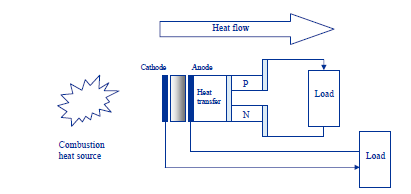 Heat flow
Cathode Anode
P
Heat
transfer
Load
N
Combustion
heat source
Load